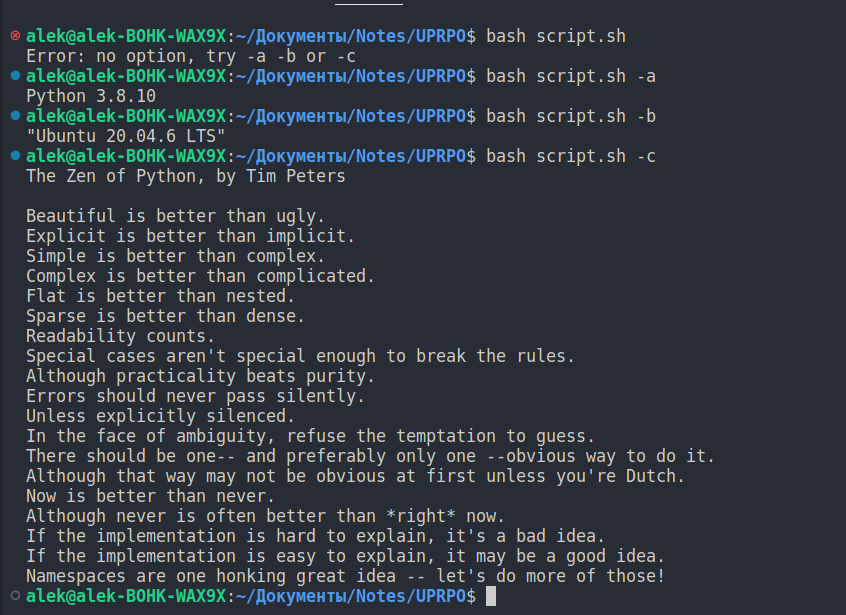 alek@alek-BOHK-WAX9X:~/Документы/Notes/UPRPO$ bash script.sh
Error: no option, try -a -b or -c
alek@alek-BOHK-WAX9X:~/Документы/Notes/UPRPO$ bash script.sh -a
Python 3.8.10
alek@alek-BOHK-WAX9X:~/Документы/Notes/UPRPO$ bash script.sh -b
"Ubuntu 20.04.6 LTS"
alek@alek-BOHK-WAX9X:~/Документы/Notes/UPRPO$ bash script.sh -c
The Zen of Python, by Tim Peters

Beautiful is better than ugly.
Explicit is better than implicit.
Simple is better than complex.
Complex is better than complicated.
Flat is better than nested.
Sparse is better than dense.
Readability counts.
Special cases aren't special enough to break the rules.
Although practicality beats purity.
Errors should never pass silently.
Unless explicitly silenced.
In the face of ambiguity, refuse the temptation to guess.
There should be one-- and preferably only one --obvious way to do it.
Although that way may not be obvious at first unless you're Dutch.
Now is better than never.
Although never is often better than *right* now.
If the implementation is hard to explain, it's a bad idea.
If the implementation is easy to explain, it may be a good idea.
Namespaces are one honking great idea -- let's do more of those!
alek@alek-BOHK-WAX9X:~/Документы/Notes/UPRPO$